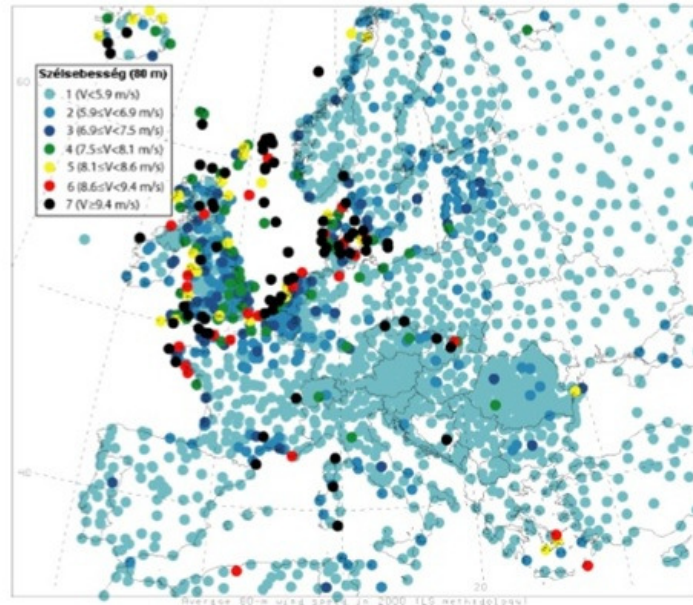 60
Szélsebesség (80 m)
1 (V<5.9 m/s)
2 (5.9≤V<6.9 m/s)
3 (6.9≤V<7.5 m/s)
4 (7.5≤V<8.1 m/s)
5 (8.1≤V<8.6 m/s)
6 (8.6≤V<9.4 m/s)
7 (V≥9.4 m/s)
40
20
Average 80-m wind speed in 2000 (LS methodology)